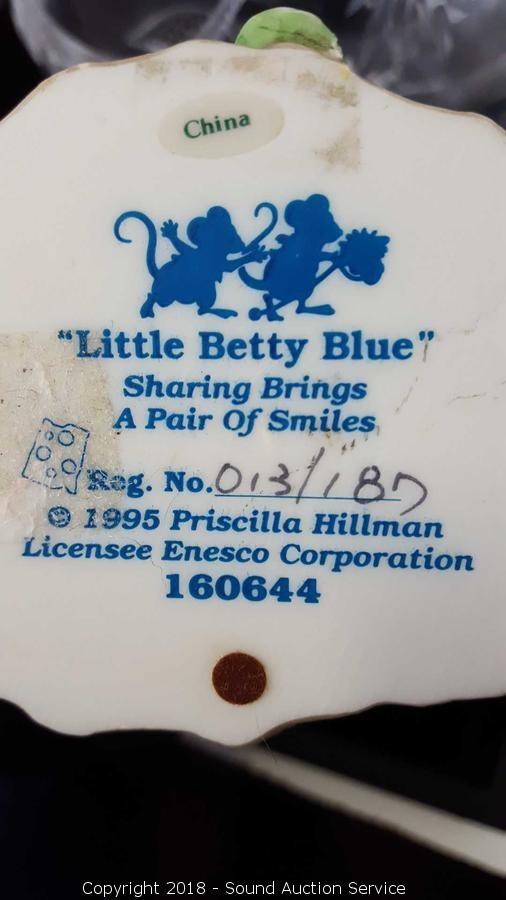 China
"Little Betty Blue"
Sharing Brings
A Pair Of Smiles
Reg. No. 013/187
© 1995 Priscilla Hillman
Licensee Enesco Corporation
160644
Copyright 2018 - Sound Auction Service